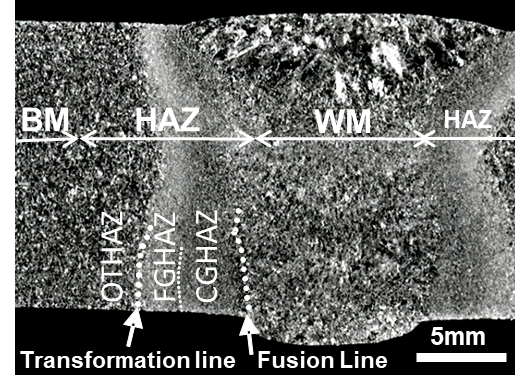 BM HAZ WM HAZ
OTHAZ
FGHAZ
CGHAZ
5mm
Transformation line Fusion Line